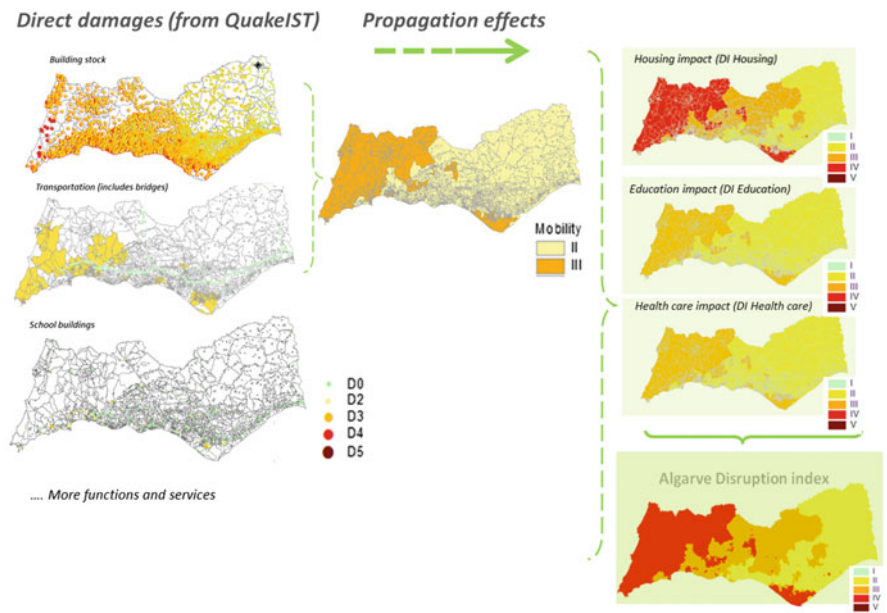 Direct damages (from QuakeIST)
Propagation effects
Building stock
Transportation (includes bridges)
School buildings
D0
D2
D3
D4
D5
.... More functions and services
Mobility
II
III
Housing impact (DI Housing)
I
II
III
IV
V
Education impact (DI Education)
I
II
III
IV
V
Health care impact (DI Health care)
I
II
III
IV
V
Algarve Disruption index
I
II
III
IV
V